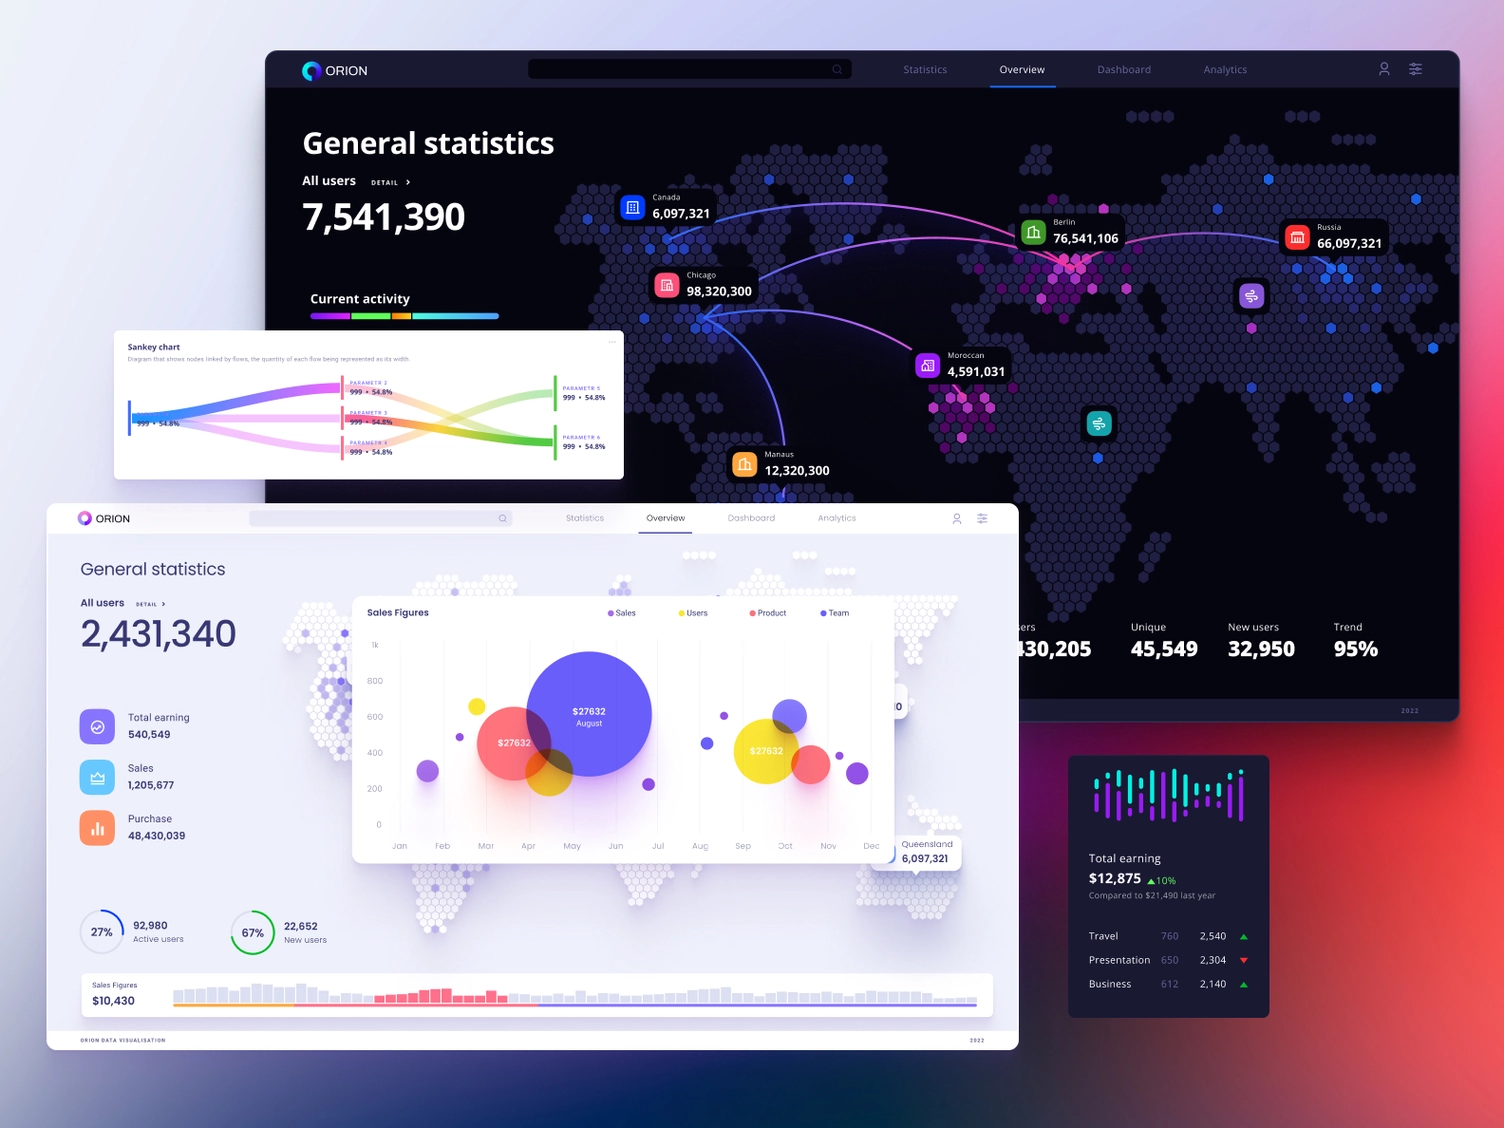 ORION
Statistics
Overview
Dashboard
Analytics
General statistics
All users DETAIL >
7,541,390
Current activity
Canada
6,097,321
Chicago
98,320,300
Berlin
76,541,106
Russia
66,097,321
Moroccan
4,591,031
Manaus
12,320,300
Sankey chart
Diagram that shows nodes linked by flows, the quantity of each flow being represented as its width.
999 • 54.8%
PARAMETR 2
999 • 54.8%
PARAMETR 3
999 • 54.8%
PARAMETR 4
999 • 54.8%
PARAMETR 5
999 • 54.8%
PARAMETR 6
999 • 54.8%
430,205
Unique
45,549
New users
32,950
Trend
95%
2022
ORION
Statistics
Overview
Dashboard
Analytics
General statistics
All users DETAIL >
2,431,340
Total earning
540,549
Sales
1,205,677
Purchase
48,430,039
27%
92,980
Active users
67%
22,652
New users
Sales Figures
Sales
Users
Product
Team
1k
800
600
400
200
0
$27632
$27632
August
$27632
Jan Feb Mar Apr May Jun Jul Aug Sep Oct Nov Dec
Queensland
6,097,321
Sales Figures
$10,430
ORION DATA VISUALISATION
2022
Total earning
$12,875 10%
Compared to $21,490 last year
Travel 760 2,540
Presentation 650 2,304
Business 612 2,140